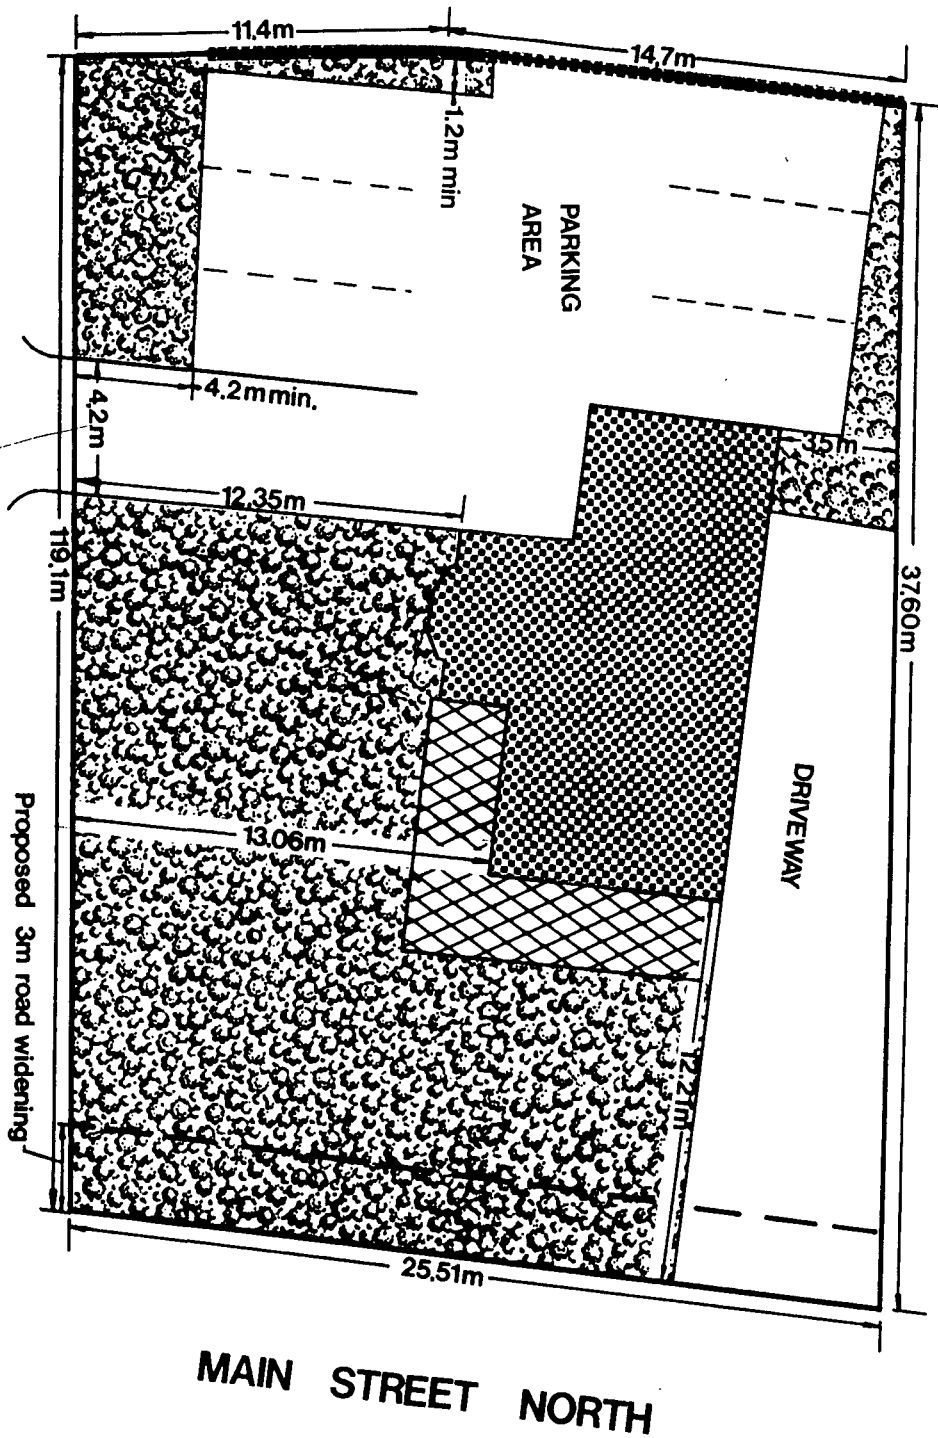 11.4m
14.7m
1.2m min
PARKING
AREA
4.2m min.
4.2m
3.5m
12.35m
119.1m
37.60m
DRIVEWAY
13.06m
Proposed 3m road widening
12.21m
25.51m
MAIN STREET NORTH